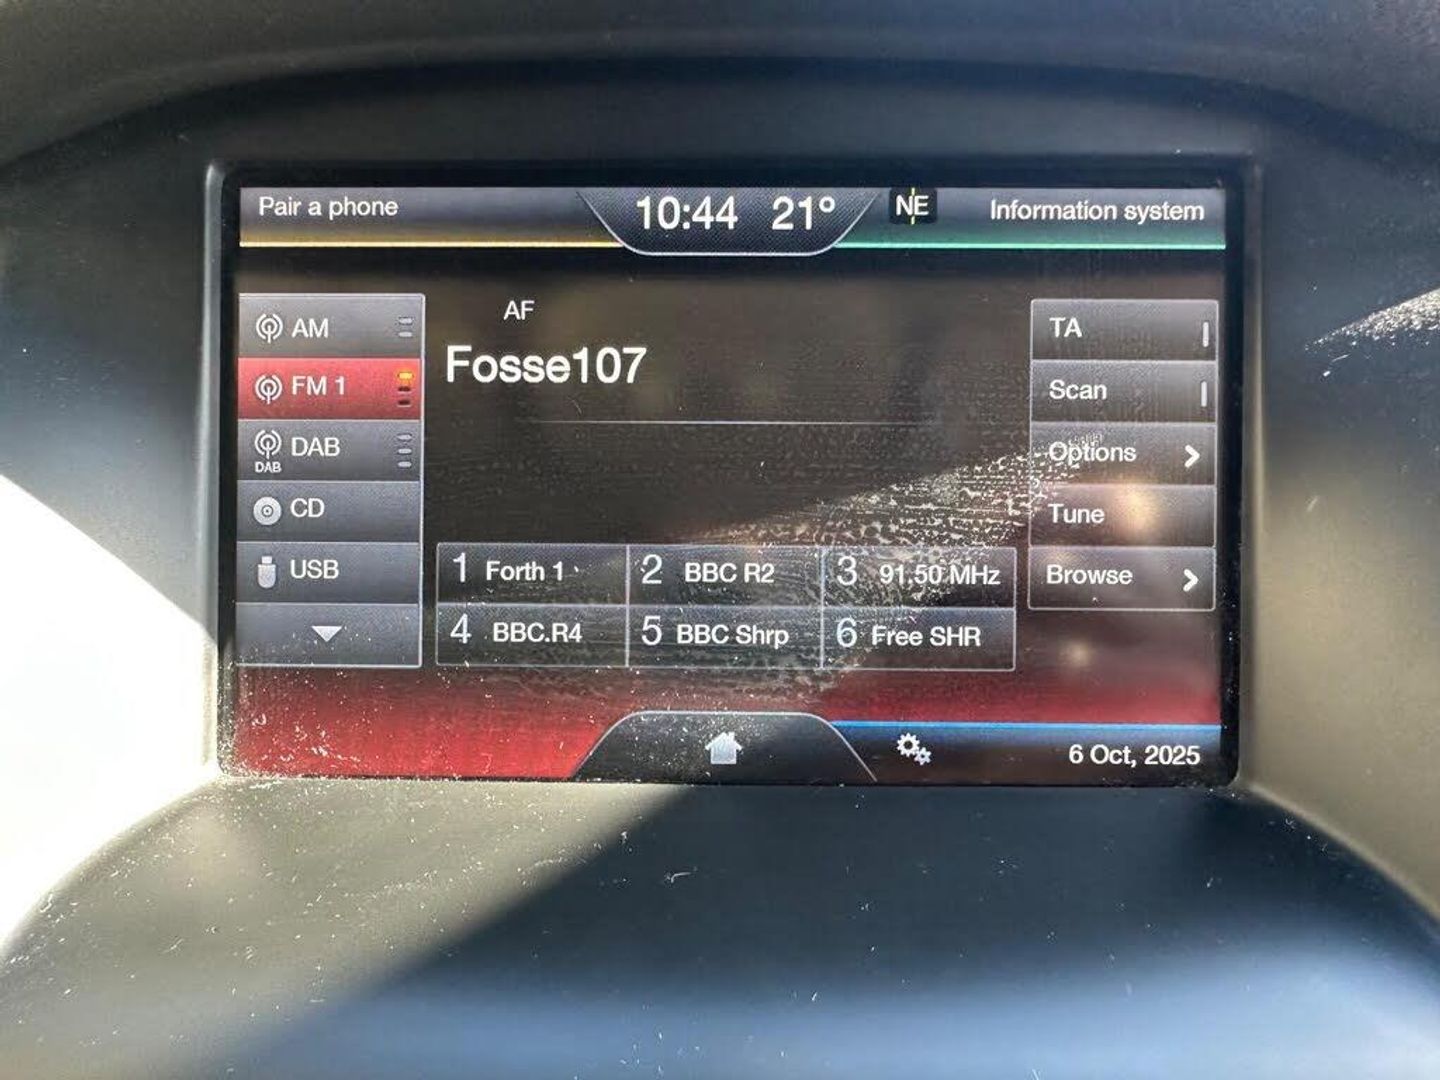 Pair a phone
10:44 21°
NE
Information system
AM
FM 1
DAB
DAB
CD
USB
AF
Fosse107
1 Forth 1
2 BBC R2
3 91.50 MHz
4 BBC.R4
5 BBC Shrp
6 Free SHR
TA
Scan
Options
Tune
Browse
6 Oct, 2025